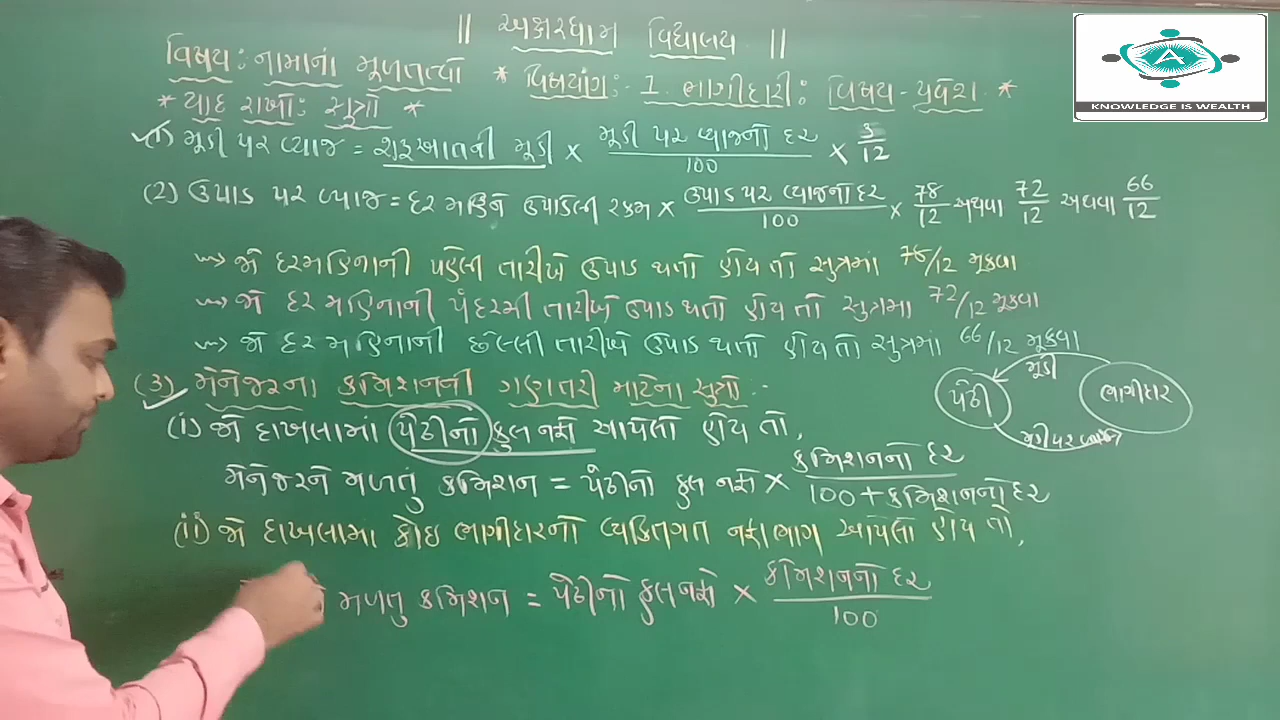 || અક્ષરધામ વિદ્યાલય ||
વિષય: નામાનાં મૂળતત્વો * વિષયાંગ:- 1. ભાગીદારી: વિષય-પ્રવેશ *
* યાદ રાખો: સુત્રો *
(1) મૂડી પર વ્યાજ = શરૂઆતની મૂડી × મૂડી પર વ્યાજનો દર / 100 × 3/12
(2) ઉપાડ પર વ્યાજ = દર મહિને ઉપાડેલી રકમ × ઉપાડ પર વ્યાજનો દર / 100 × 78/12 અથવા 72/12 અથવા 66/12
જો દરમહિનાની પહેલી તારીખે ઉપાડ થતો હોય તો સુત્રમાં 78/12 મૂકવા
જો દર મહિનાની પંદરમી તારીખે ઉપાડ થતો હોય તો સુત્રમાં 72/12 મૂકવા
જો દર મહિનાની છેલ્લી તારીખે ઉપાડ થતો હોય તો સુત્રમાં 66/12 મૂકવા
પેઢી મૂડી ભાગીદાર
મૂડી પર વ્યાજ
(3) મેનેજરના કમિશનની ગણતરી માટેના સુત્રો:-
(i) જો દાખલામાં પેઢીનો કુલ નફો આપેલો હોય તો,
મેનેજરને મળતું કમિશન = પેઢીનો કુલ નફો × કમિશનનો દર / 100 + કમિશનનો દર
(ii) જો દાખલામાં કોઇ ભાગીદારનો વ્યક્તિગત નફાભાગ આપેલો હોય તો,
મળતુ કમિશન = પેઢીનો કુલ નફો × કમિશનનો દર / 100
A
KNOWLEDGE IS WEALTH